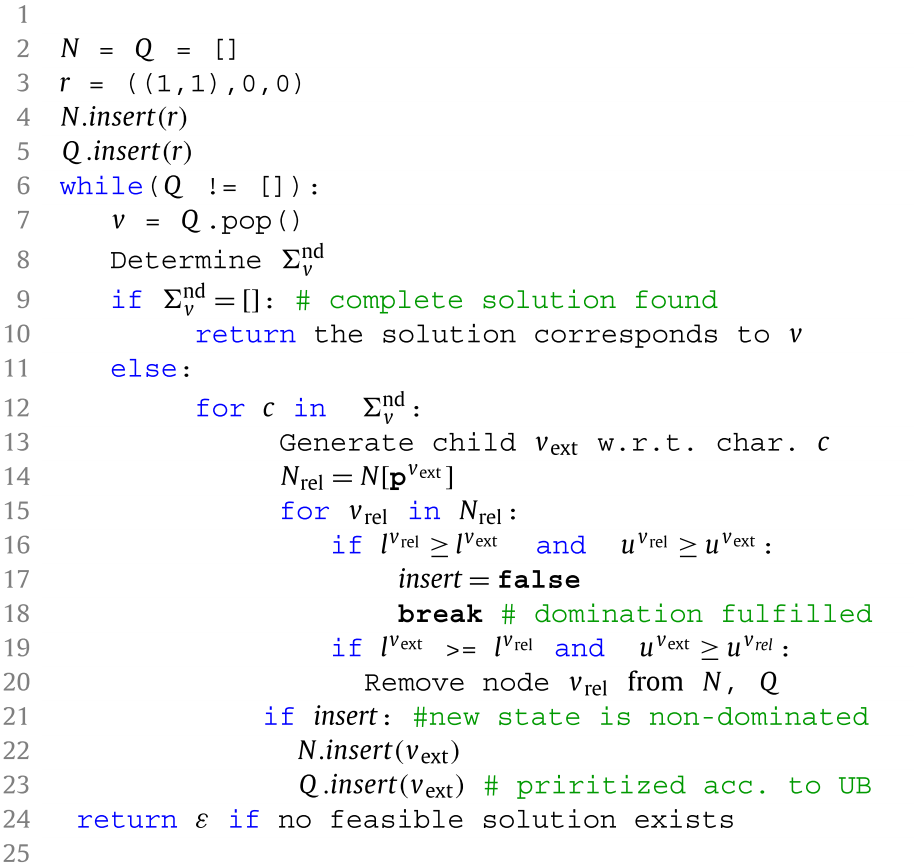 1
2 N = Q = []
3 r = ((1,1),0,0)
4 N.insert(r)
5 Q.insert(r)
6 while(Q != []):
7 v = Q.pop()
8 Determine Σ_v^nd
9 if Σ_v^nd = []: # complete solution found
10 return the solution corresponds to v
11 else:
12 for c in Σ_v^nd:
13 Generate child v_ext w.r.t. char. c
14 N_rel = N[p^{v_ext}]
15 for v_rel in N_rel:
16 if l^{v_rel} ≥ l^{v_ext} and u^{v_rel} ≥ u^{v_ext}:
17 insert = false
18 break # domination fulfilled
19 if l^{v_ext} >= l^{v_rel} and u^{v_ext} ≥ u^{v_rel}:
20 Remove node v_rel from N, Q
21 if insert: #new state is non-dominated
22 N.insert(v_ext)
23 Q.insert(v_ext) # priritized acc. to UB
24 return ε if no feasible solution exists
25